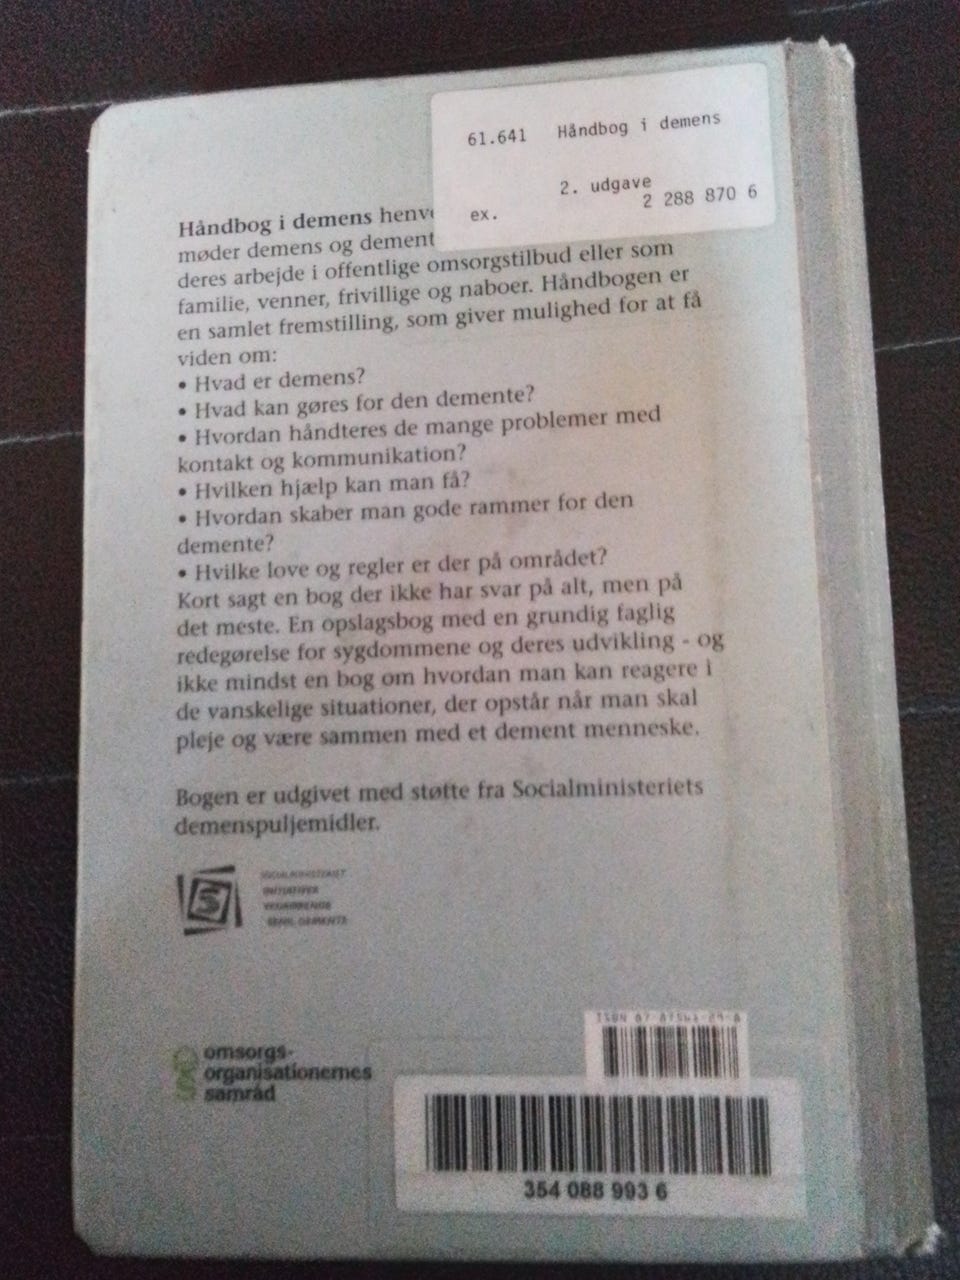 61.641 Håndbog i demens
2. udgave
ex. 2 288 870 6
Håndbog i demens henv
møder demens og dement
deres arbejde i offentlige omsorgstilbud eller som
familie, venner, frivillige og naboer. Håndbogen er
en samlet fremstilling, som giver mulighed for at få
viden om:
• Hvad er demens?
• Hvad kan gøres for den demente?
• Hvordan håndteres de mange problemer med
kontakt og kommunikation?
• Hvilken hjælp kan man få?
• Hvordan skaber man gode rammer for den
demente?
• Hvilke love og regler er der på området?
Kort sagt en bog der ikke har svar på alt, men på
det meste. En opslagsbog med en grundig faglig
redegørelse for sygdommene og deres udvikling - og
ikke mindst en bog om hvordan man kan reagere i
de vanskelige situationer, der opstår når man skal
pleje og være sammen med et dement menneske.
Bogen er udgivet med støtte fra Socialministeriets
demenspuljemidler.
SOCIALMINISTERIET
INITIATIVER
VEDRØRENDE
SENIL DEMENTE
omsorgs-
organisationernes
samråd
ISBN
354 088 993 6